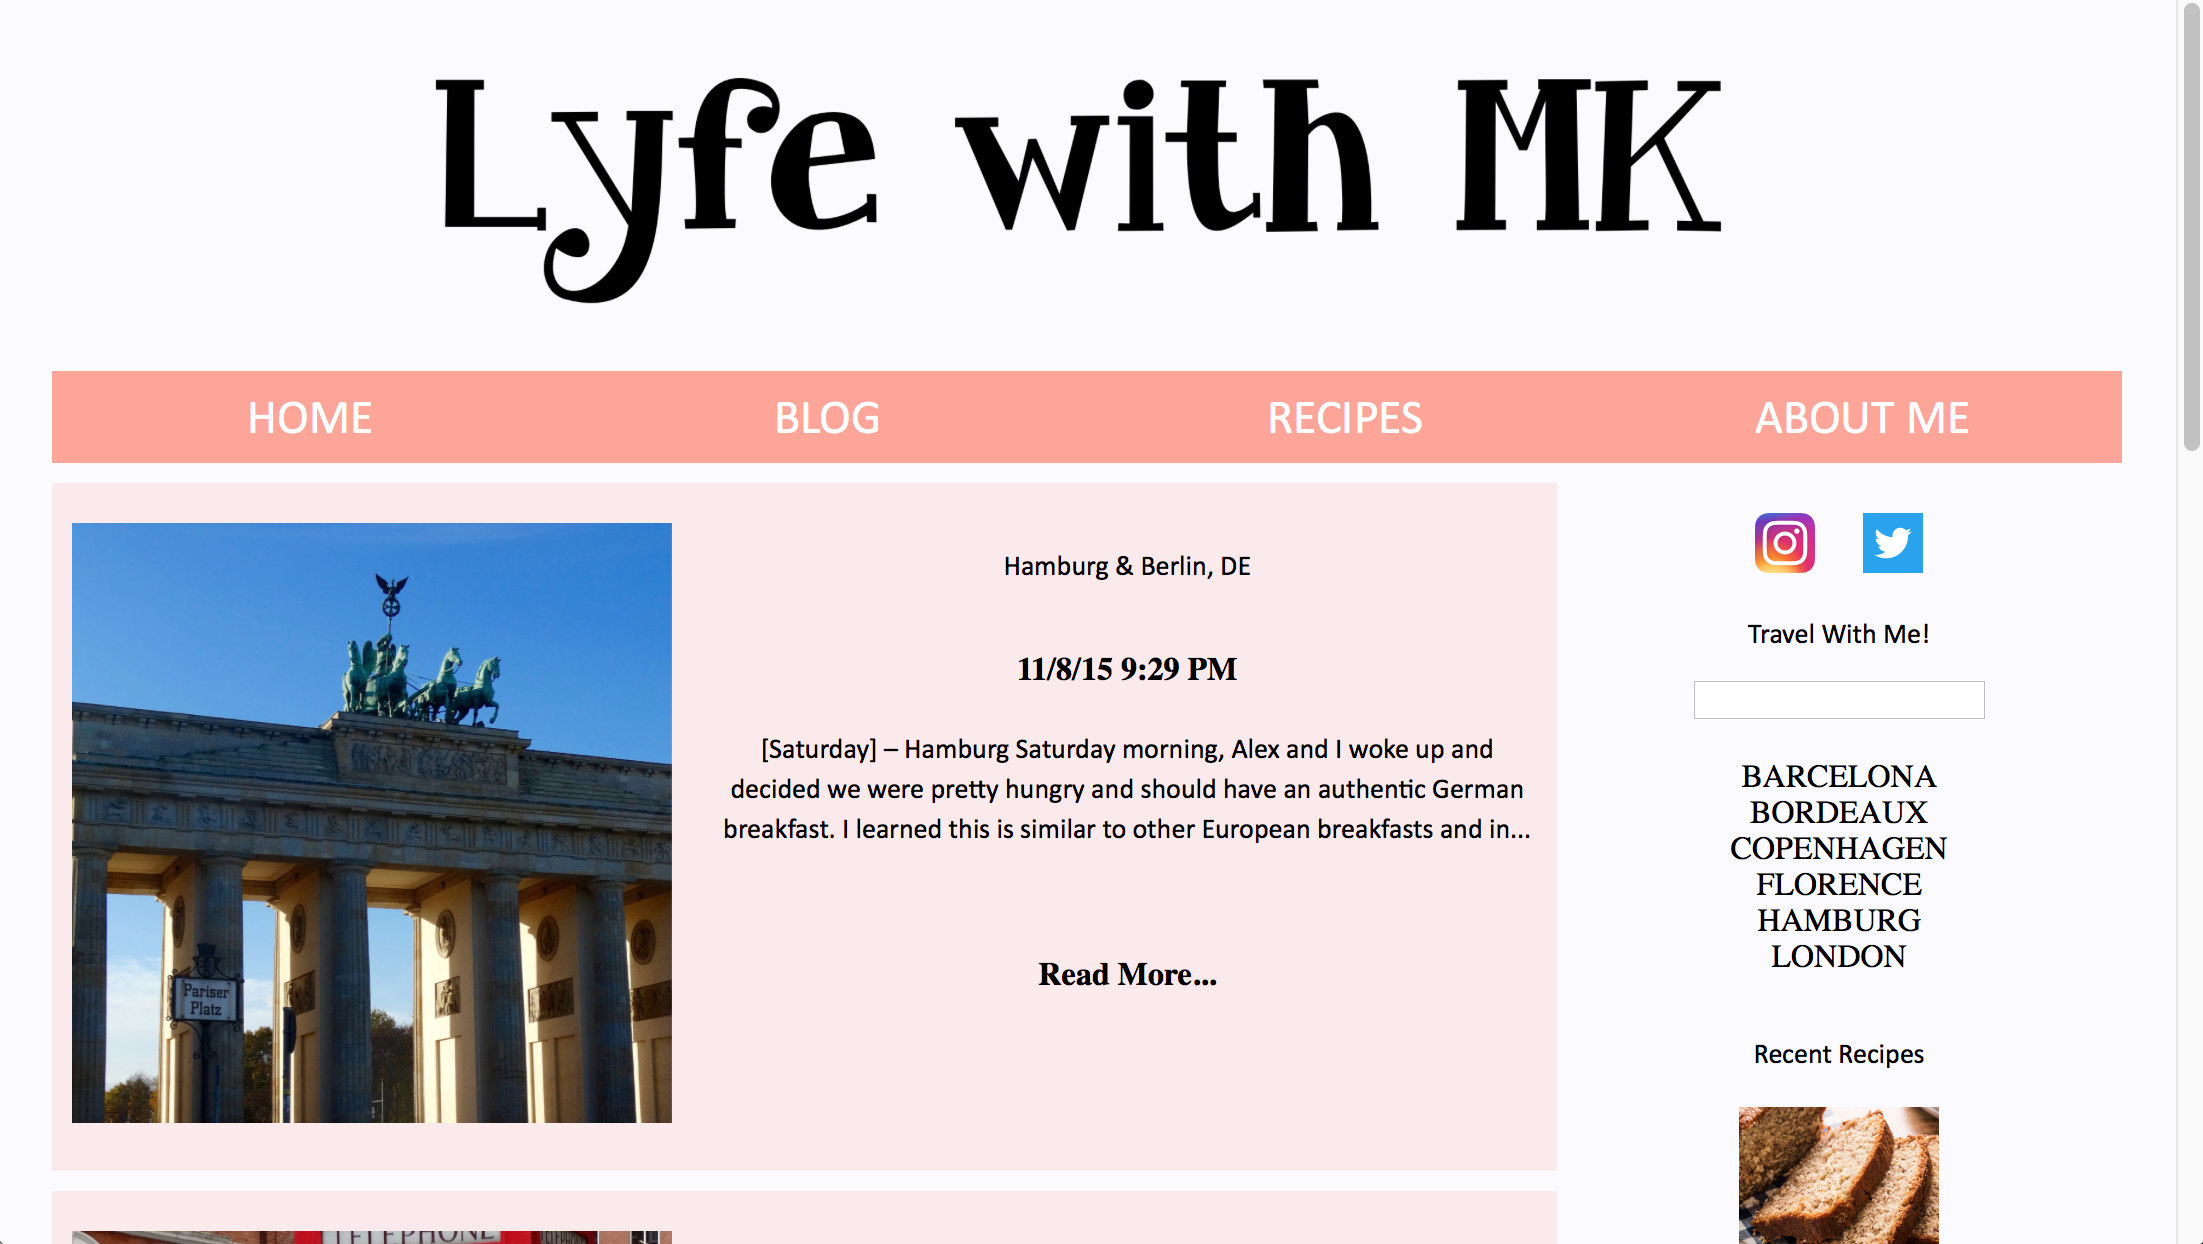 Lyfe with MK
HOME
BLOG
RECIPES
ABOUT ME
Pariser
Platz
Hamburg & Berlin, DE
11/8/15 9:29 PM
[Saturday] – Hamburg Saturday morning, Alex and I woke up and
decided we were pretty hungry and should have an authentic German
breakfast. I learned this is similar to other European breakfasts and in...
Read More...
TELEPHONE
Travel With Me!
BARCELONA
BORDEAUX
COPENHAGEN
FLORENCE
HAMBURG
LONDON
Recent Recipes